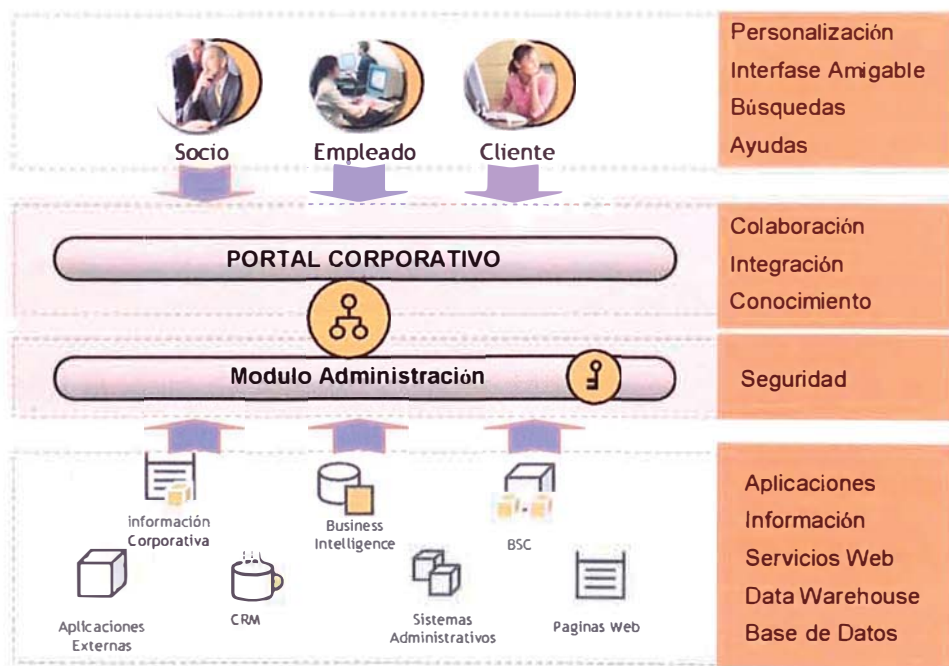 Personalización
Interfase Amigable
Búsquedas
Ayudas
Socio
Empleado
Cliente
PORTAL CORPORATIVO
Colaboración
Integración
Conocimiento
Modulo Administración
Seguridad
información
Corporativa
Business
Intelligence
BSC
Aplicaciones
Externas
CRM
Sistemas
Administrativos
Paginas Web
Aplicaciones
Información
Servicios Web
Data Warehouse
Base de Datos